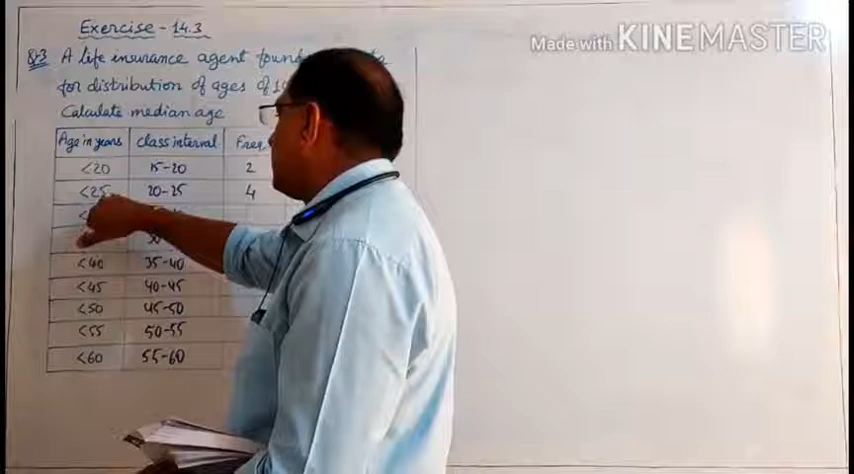 Exercise - 14.3
Made with KINEMASTER
Q.3 A life insurance agent
for distribution of ages of
Calculate median age
Age in years class interval Freq
<20 15-20 2
<25 20-25 4
<40 35-40
<45 40-45
<50 45-50
<55 50-55
<60 55-60